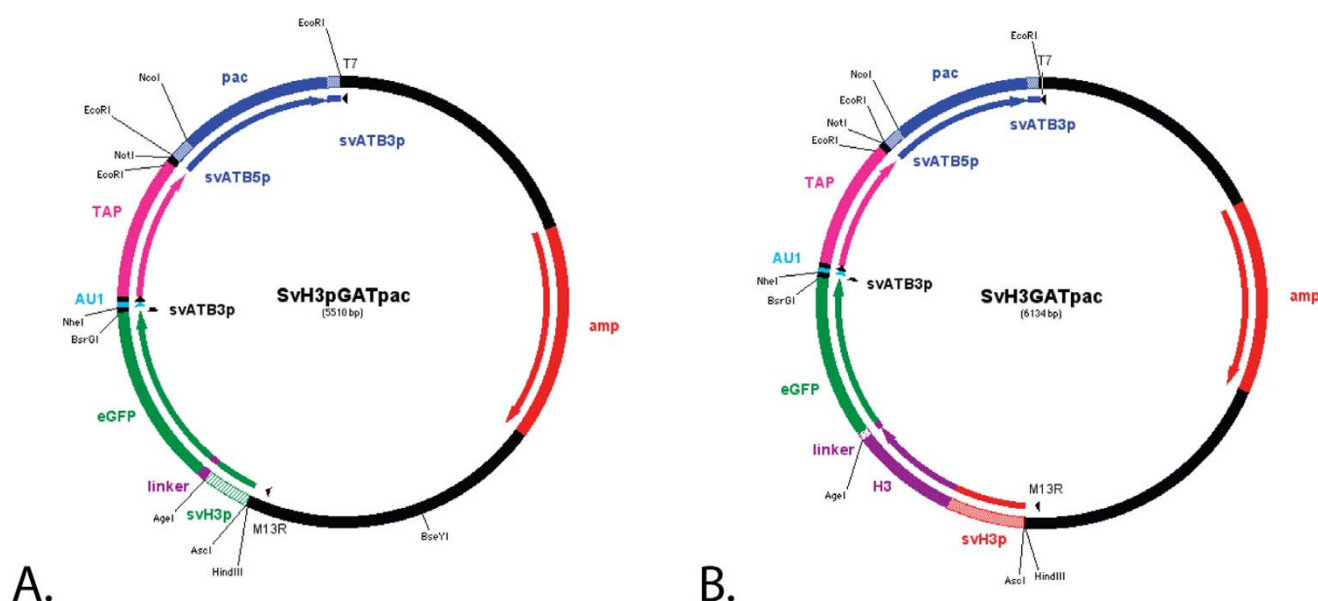 EcoRI
T7
pac
NcoI
EcoRI
svATB3p
NotI
EcoRI
svATB5p
TAP
AU1
NheI
BsrGI
svATB3p
SvH3pGATpac
(5510 bp)
amp
eGFP
linker
AgeI
svH3p
AscI
HindIII
M13R
BseYI
A.
EcoRI
T7
pac
NcoI
EcoRI
svATB3p
NotI
EcoRI
svATB5p
TAP
AU1
NheI
BsrGI
svATB3p
SvH3GATpac
(6134 bp)
amp
eGFP
linker
AgeI
H3
M13R
svH3p
AscI
HindIII
B.